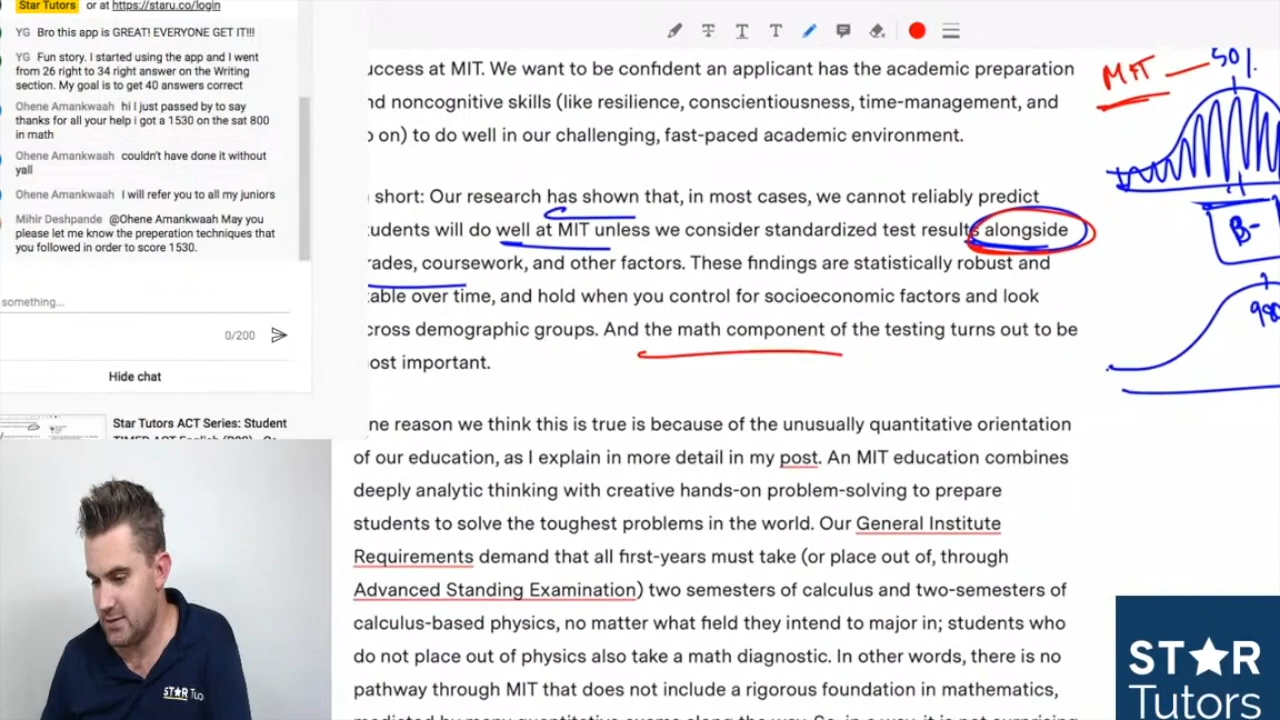 Star Tutors or at https://staru.co/login
YG Bro this app is GREAT! EVERYONE GET IT!!!
YG Fun story. I started using the app and I went
from 26 right to 34 right answer on the Writing
section. My goal is to get 40 answers correct
Ohene Amankwaah hi I just passed by to say
thanks for all your help i got a 1530 on the sat 800
in math
Ohene Amankwaah couldn't have done it without
yall
Ohene Amankwaah I will refer you to all my juniors
Mihir Deshpande @Ohene Amankwaah May you
please let me know the preperation techniques that
you followed in order to score 1530.
something...
0/200
Hide chat
Star Tutors ACT Series: Student
uccess at MIT. We want to be confident an applicant has the academic preparation
nd noncognitive skills (like resilience, conscientiousness, time-management, and
o on) to do well in our challenging, fast-paced academic environment.
short: Our research has shown that, in most cases, we cannot reliably predict
tudents will do well at MIT unless we consider standardized test results alongside
rades, coursework, and other factors. These findings are statistically robust and
table over time, and hold when you control for socioeconomic factors and look
cross demographic groups. And the math component of the testing turns out to be
ost important.
ne reason we think this is true is because of the unusually quantitative orientation
of our education, as I explain in more detail in my post. An MIT education combines
deeply analytic thinking with creative hands-on problem-solving to prepare
students to solve the toughest problems in the world. Our General Institute
Requirements demand that all first-years must take (or place out of, through
Advanced Standing Examination) two semesters of calculus and two-semesters of
calculus-based physics, no matter what field they intend to major in; students who
do not place out of physics also take a math diagnostic. In other words, there is no
pathway through MIT that does not include a rigorous foundation in mathematics,
MIT — 50%
B-
STAR
Tutors
STAR Tuto